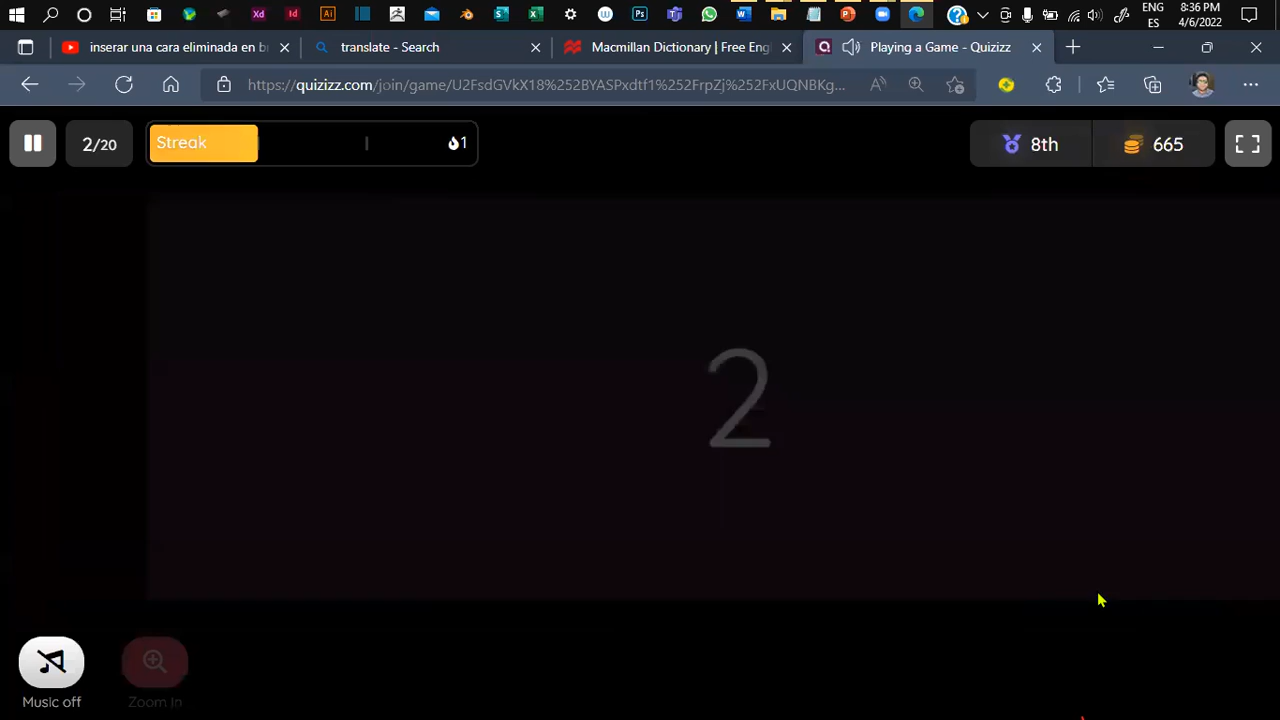 ENG
8:36 PM
ES
4/6/2022
inserar una cara eliminada en b
translate - Search
Macmillan Dictionary | Free Eng
Playing a Game - Quizizz
https://quizizz.com/join/game/U2FsdGVkX18%252BYASPxdtf1%252FrpZj%252FxUQNBKg...
2/20
Streak
1
8th
665
2
Music off
Zoom in